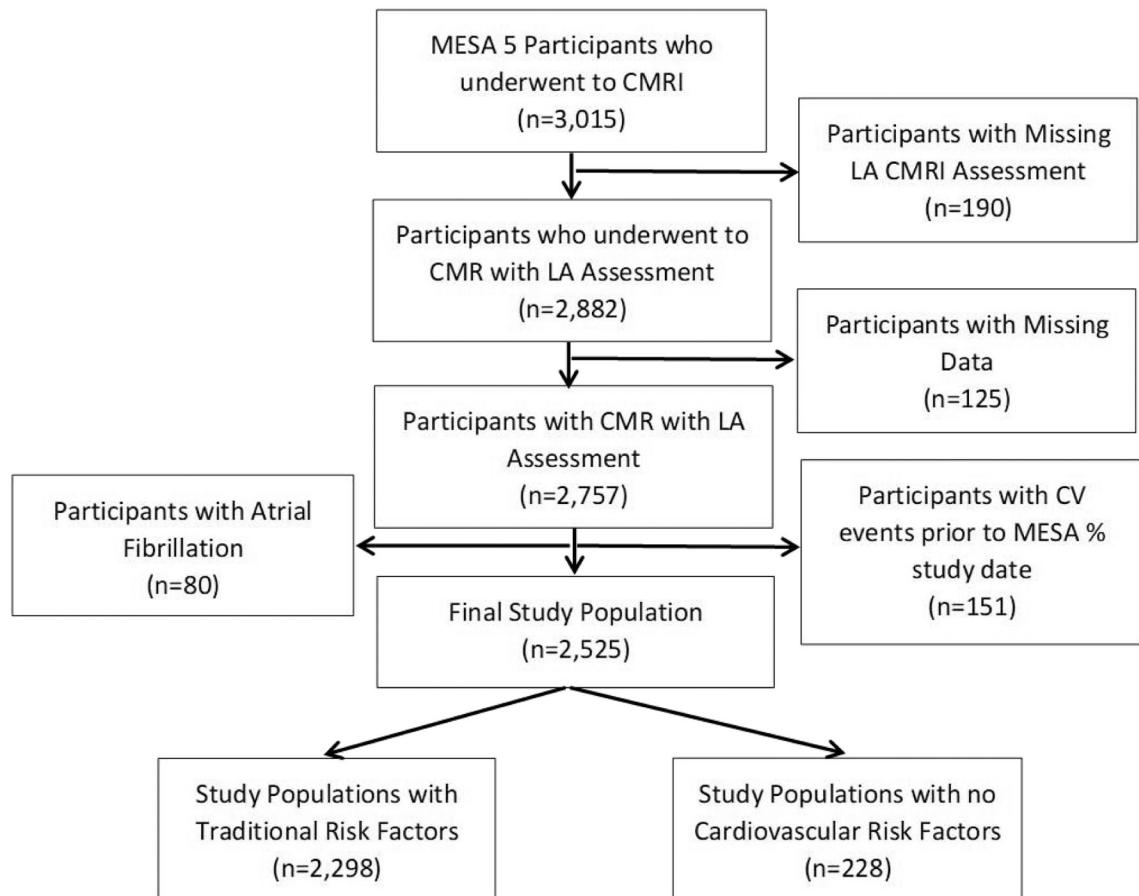 MESA 5 Participants who
underwent to CMRI
(n=3,015)
Participants with Missing
LA CMRI Assessment
(n=190)
Participants who underwent to
CMR with LA Assessment
(n=2,882)
Participants with Missing
Data
(n=125)
Participants with CMR with LA
Assessment
(n=2,757)
Participants with Atrial
Fibrillation
(n=80)
Participants with CV
events prior to MESA %
study date
(n=151)
Final Study Population
(n=2,525)
Study Populations with
Traditional Risk Factors
(n=2,298)
Study Populations with no
Cardiovascular Risk Factors
(n=228)